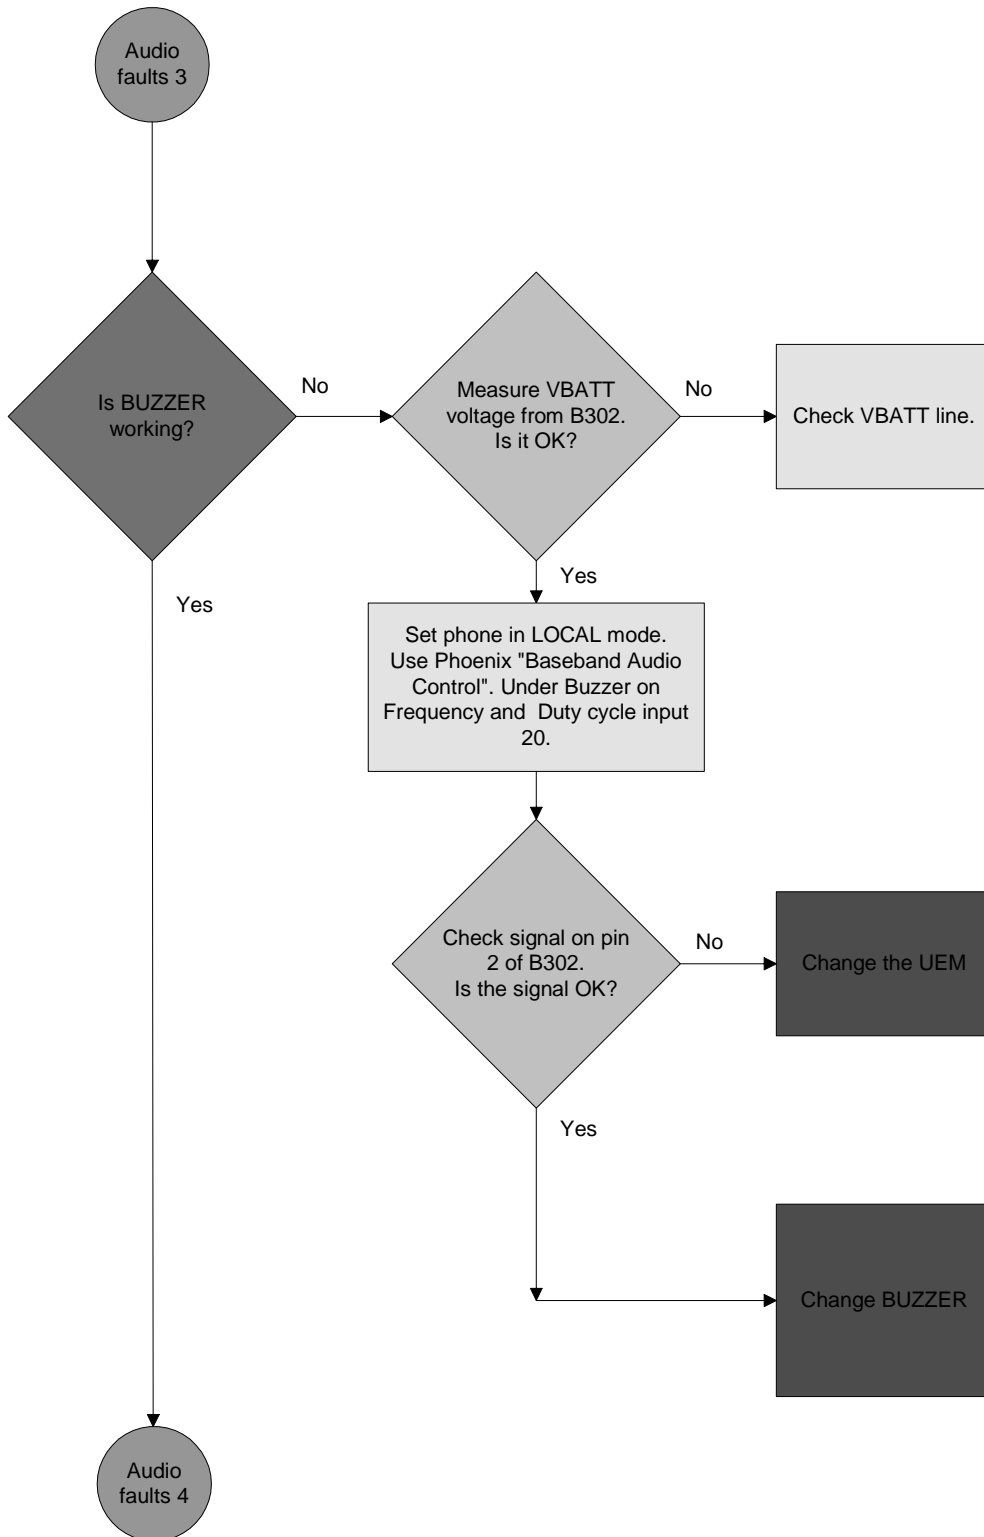 Audio
faults 3
Is BUZZER
working?
No
Measure VBATT
voltage from B302.
Is it OK?
No
Check VBATT line.
Yes
Yes
Set phone in LOCAL mode.
Use Phoenix "Baseband Audio
Control". Under Buzzer on
Frequency and  Duty cycle input
20.
Check signal on pin
2 of B302.
Is the signal OK?
No
Change the UEM
Yes
Change BUZZER
Audio
faults 4